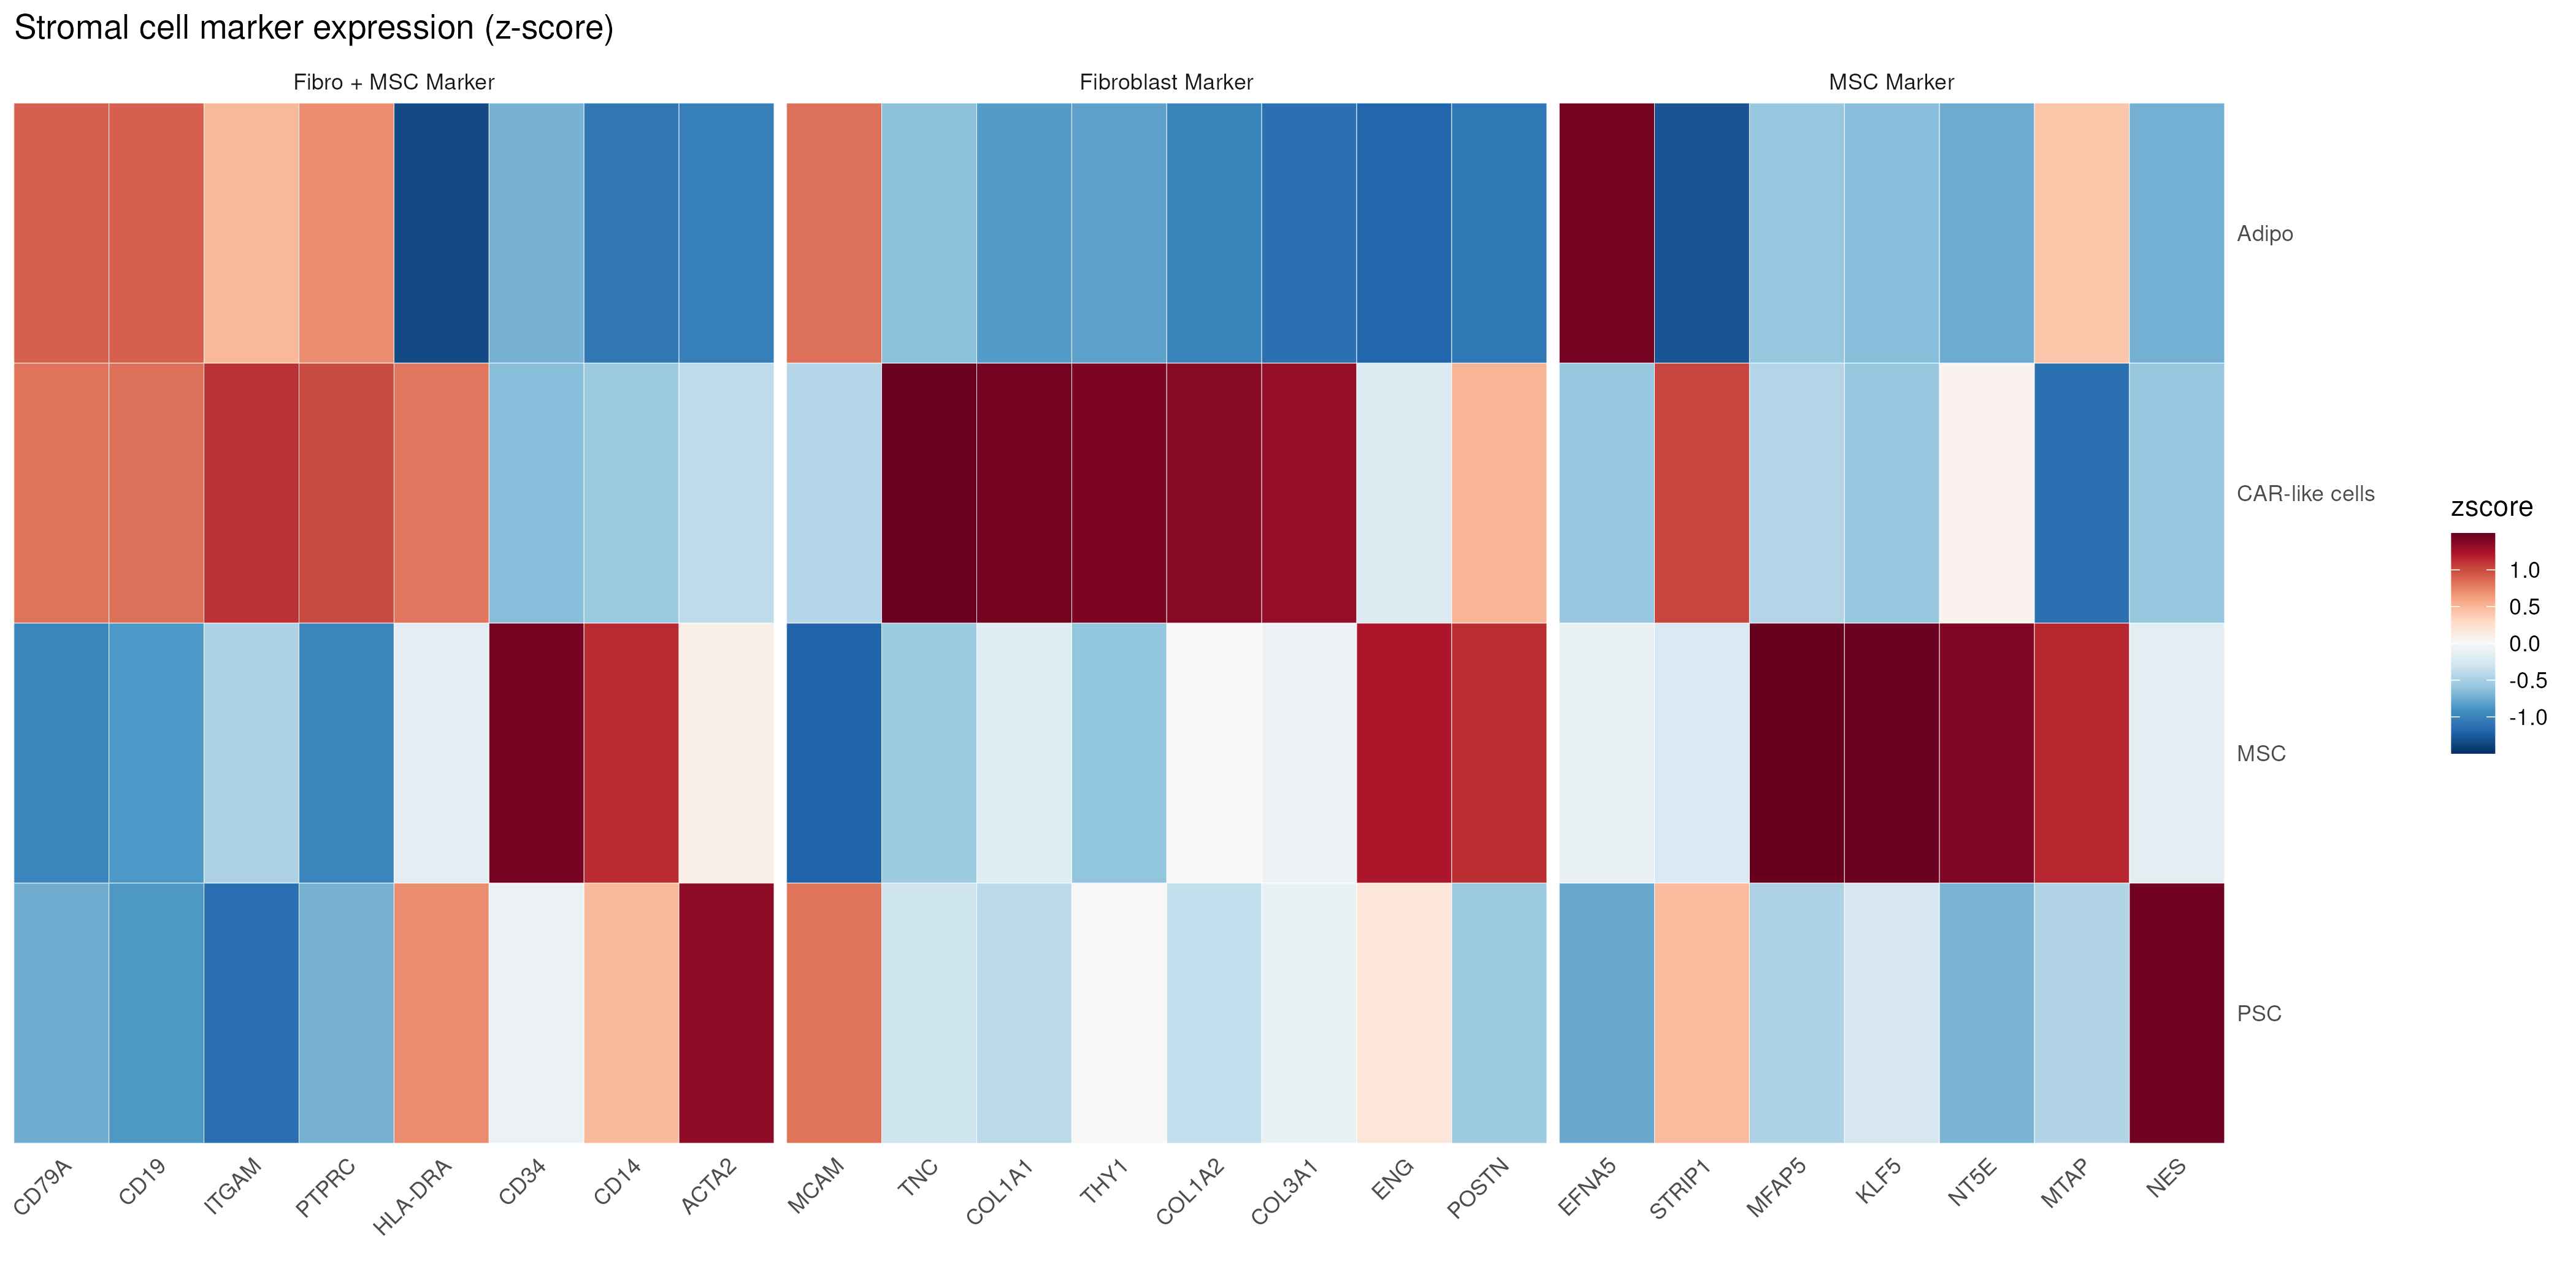 Stromal cell marker expression (z-score)
Fibro + MSC Marker
Fibroblast Marker
MSC Marker
Adipo
CAR-like cells
MSC
PSC
zscore
1.0
0.5
0.0
-0.5
-1.0
CD79A
CD19
ITGAM
PTPRC
HLA-DRA
CD34
CD14
ACTA2
MCAM
TNC
COL1A1
THY1
COL1A2
COL3A1
ENG
POSTN
EFNA5
STRIP1
MFAP5
KLF5
NT5E
MTAP
NES